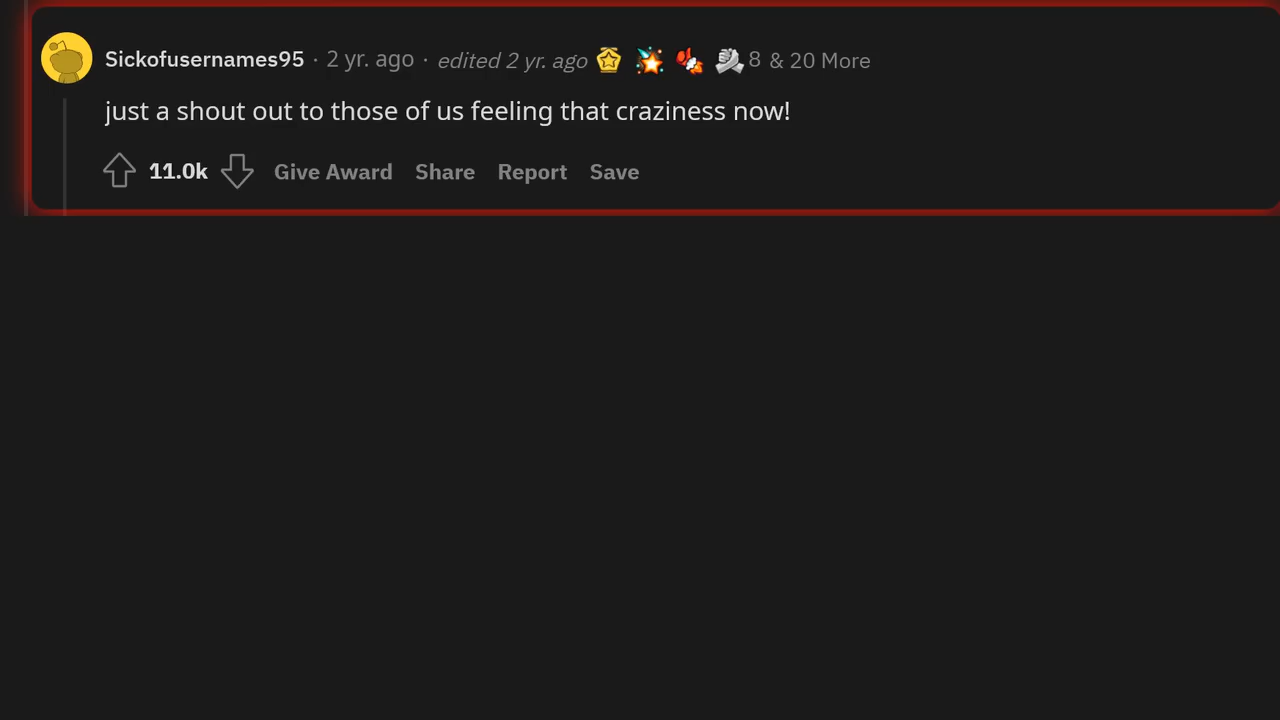 Sickofusernames95 · 2 yr. ago · edited 2 yr. ago 8 & 20 More
just a shout out to those of us feeling that craziness now!
11.0k Give Award Share Report Save